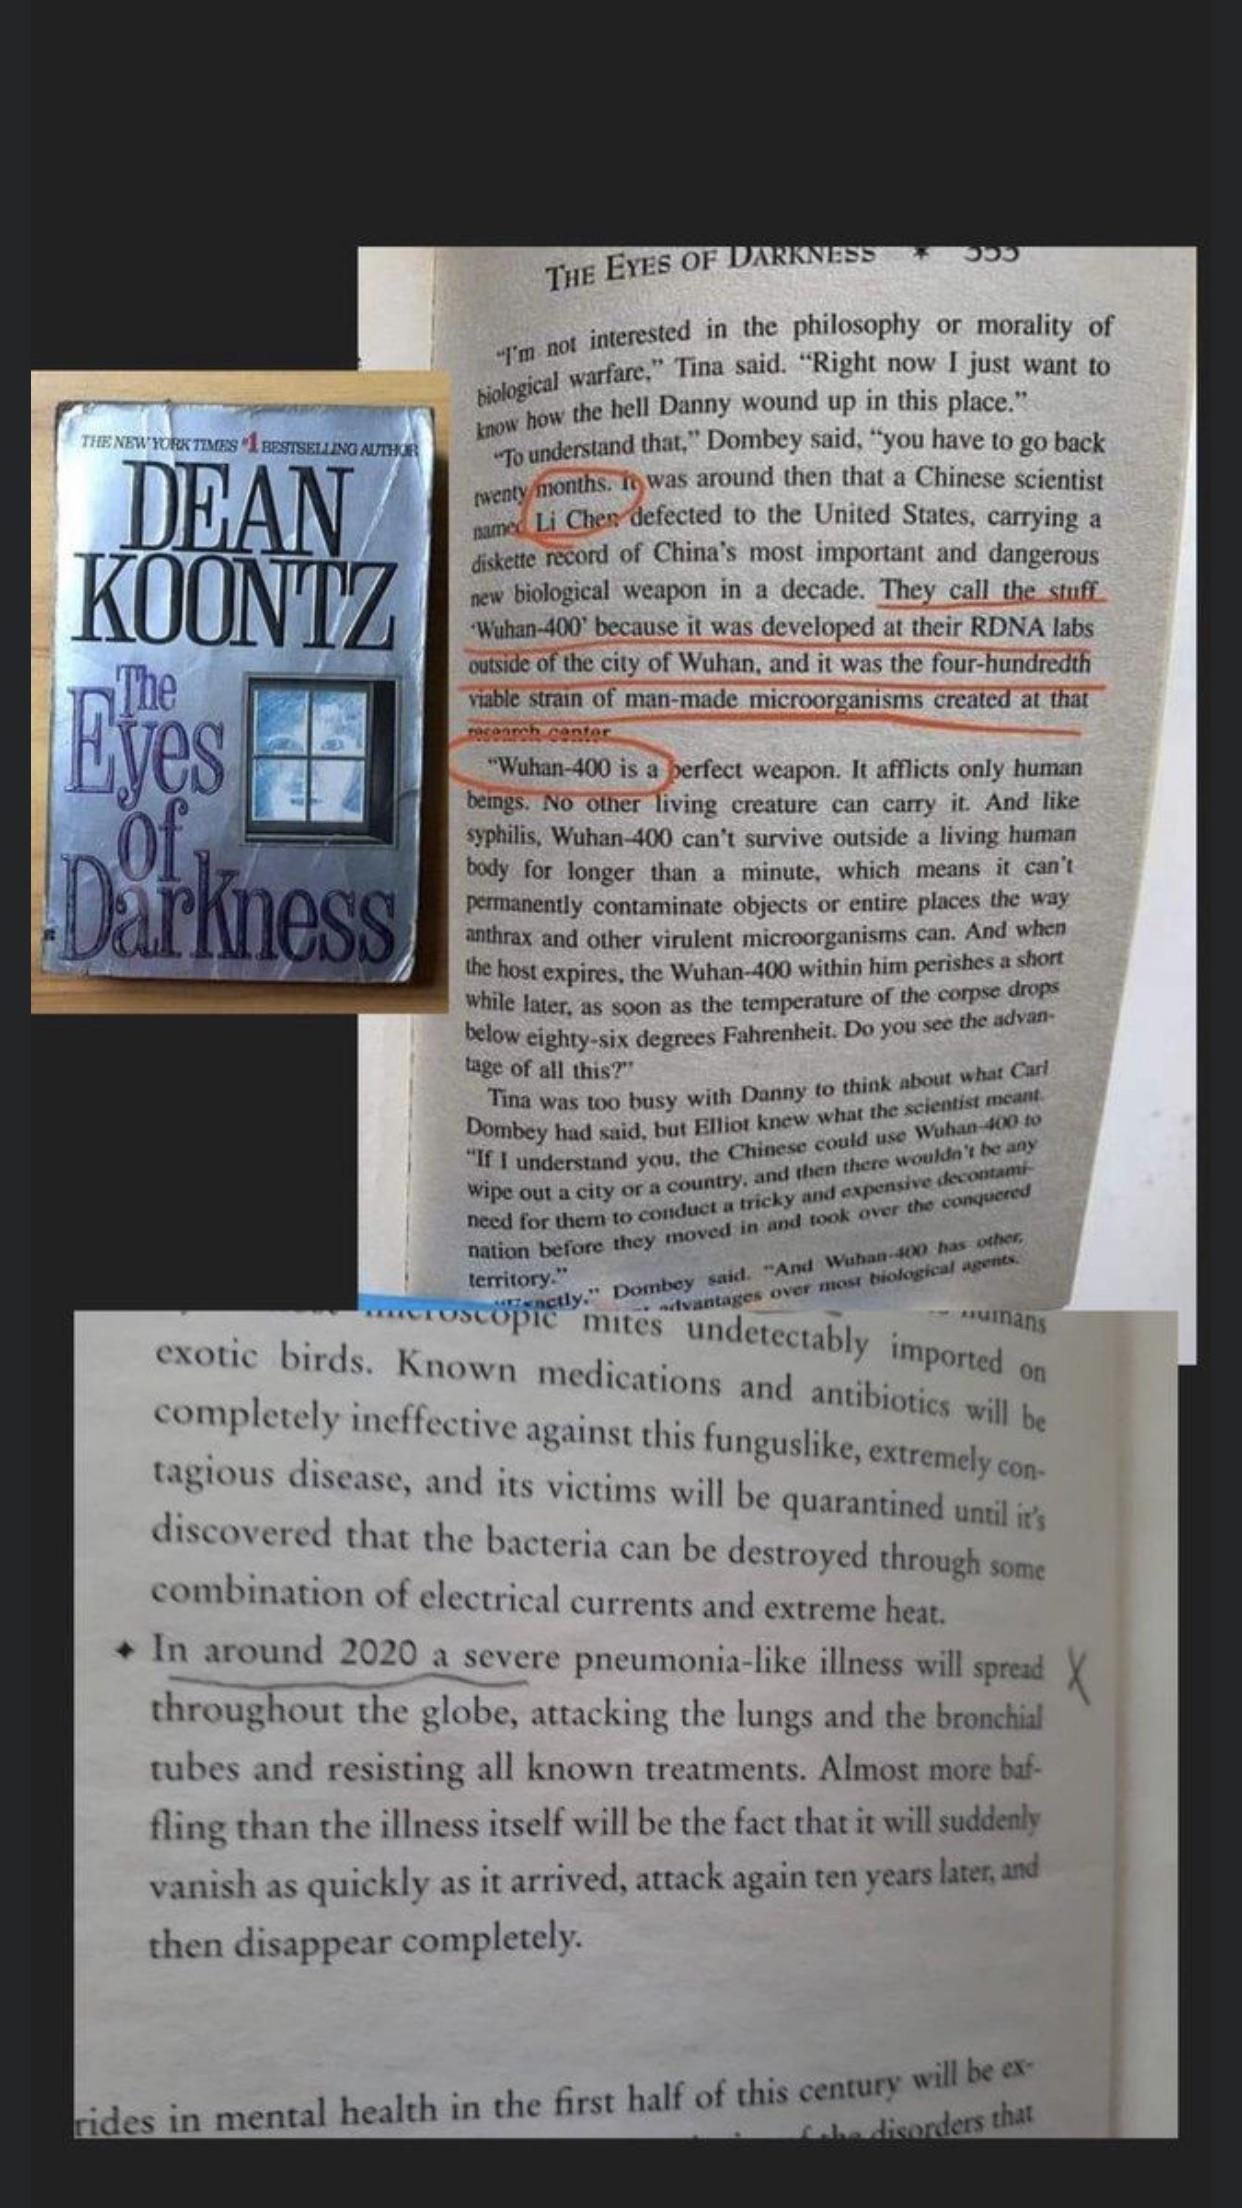 THE NEW YORK TIMES #1 BESTSELLING AUTHOR
DEAN
KOONTZ
The
Eyes
of
Darkness
THE EYES OF DARKNESS ★ 355
"I'm not interested in the philosophy or morality of
biological warfare," Tina said. "Right now I just want to
know how the hell Danny wound up in this place."
"To understand that," Dombey said, "you have to go back
twenty months. It was around then that a Chinese scientist
named Li Chen defected to the United States, carrying a
diskette record of China's most important and dangerous
new biological weapon in a decade. They call the stuff
'Wuhan-400' because it was developed at their RDNA labs
outside of the city of Wuhan, and it was the four-hundredth
viable strain of man-made microorganisms created at that
research center.
"Wuhan-400 is a perfect weapon. It afflicts only human
beings. No other living creature can carry it. And like
syphilis, Wuhan-400 can't survive outside a living human
body for longer than a minute, which means it can't
permanently contaminate objects or entire places the way
anthrax and other virulent microorganisms can. And when
the host expires, the Wuhan-400 within him perishes a short
while later, as soon as the temperature of the corpse drops
below eighty-six degrees Fahrenheit. Do you see the advan-
tage of all this?"
Tina was too busy with Danny to think about what Carl
Dombey had said, but Elliot knew what the scientist meant.
"If I understand you, the Chinese could use Wuhan-400 to
wipe out a city or a country, and then there wouldn't be any
need for them to conduct a tricky and expensive decontami-
nation before they moved in and took over the conquered
territory."
"Exactly," Dombey said. "And Wuhan-400 has other,
advantages over most biological agents.
humans
microscopic mites undetectably imported on
exotic birds. Known medications and antibiotics will be
completely ineffective against this funguslike, extremely con-
tagious disease, and its victims will be quarantined until it's
discovered that the bacteria can be destroyed through some
combination of electrical currents and extreme heat.
✦ In around 2020 a severe pneumonia-like illness will spread X
throughout the globe, attacking the lungs and the bronchial
tubes and resisting all known treatments. Almost more baf-
fling than the illness itself will be the fact that it will suddenly
vanish as quickly as it arrived, attack again ten years later, and
then disappear completely.
rides in mental health in the first half of this century will be ex-
of the disorders that